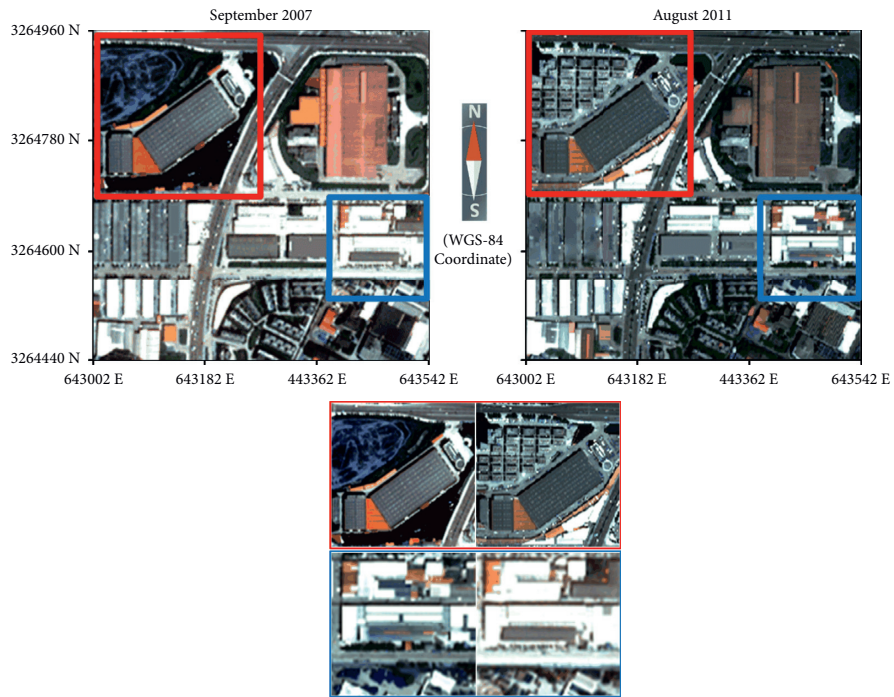 September 2007
August 2011
3264960 N
3264780 N
3264600 N
3264440 N
643002 E
643182 E
443362 E
643542 E
N
S
(WGS-84
Coordinate)
643002 E
643182 E
443362 E
643542 E